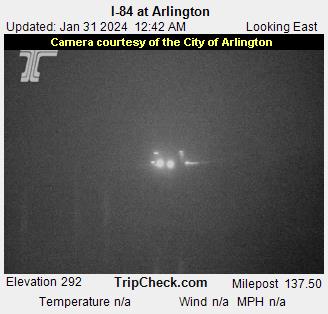 I-84 at Arlington
Updated: Jan 31 2024 12:42 AM Looking East
Camera courtesy of the City of Arlington
Elevation 292 TripCheck.com Milepost 137.50
Temperature n/a Wind n/a MPH n/a